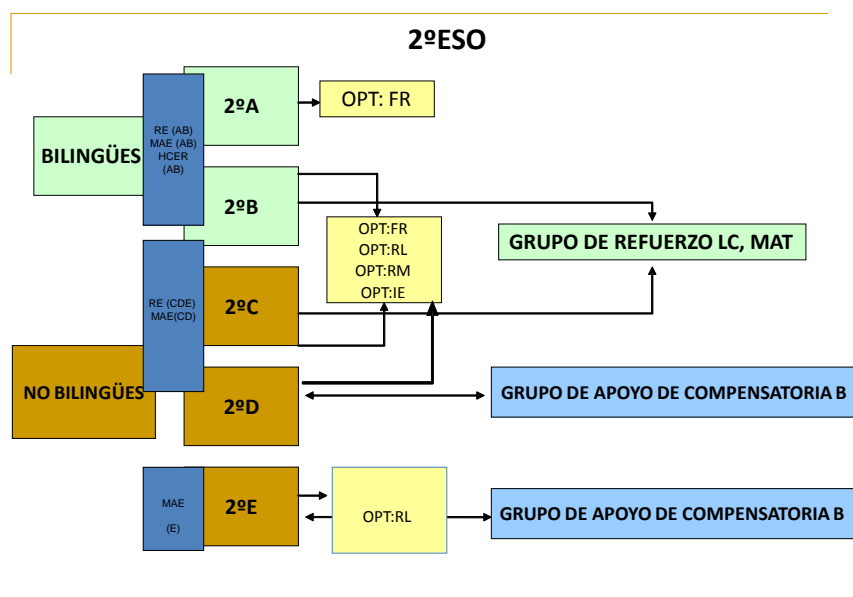 2ºESO
2ºA
OPT: FR
RE (AB)
MAE (AB)
HCER
(AB)
BILINGÜES
2ºB
OPT:FR
OPT:RL
OPT:RM
OPT:IE
GRUPO DE REFUERZO LC, MAT
RE (CDE)
MAE(CD)
2ºC
NO BILINGÜES
2ºD
GRUPO DE APOYO DE COMPENSATORIA B
MAE
(E)
2ºE
OPT:RL
GRUPO DE APOYO DE COMPENSATORIA B